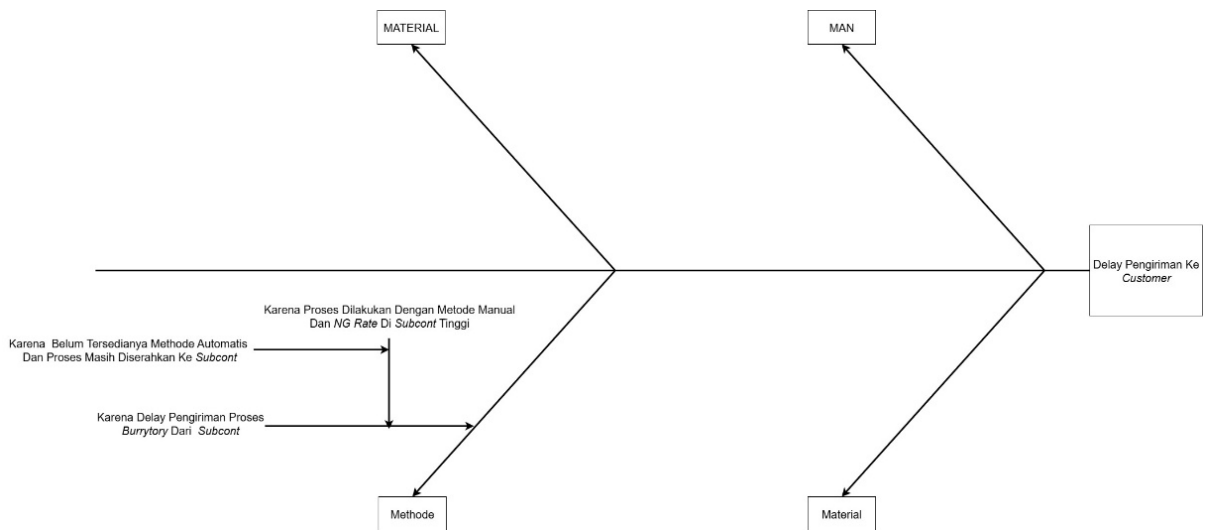 MATERIAL
MAN
Delay Pengiriman Ke
Customer
Karena Proses Dilakukan Dengan Metode Manual
Dan NG Rate Di Subcont Tinggi
Karena Belum Tersedianya Methode Automatis
Dan Proses Masih Diserahkan Ke Subcont
Karena Delay Pengiriman Proses
Burrytory Dari Subcont
Methode
Material